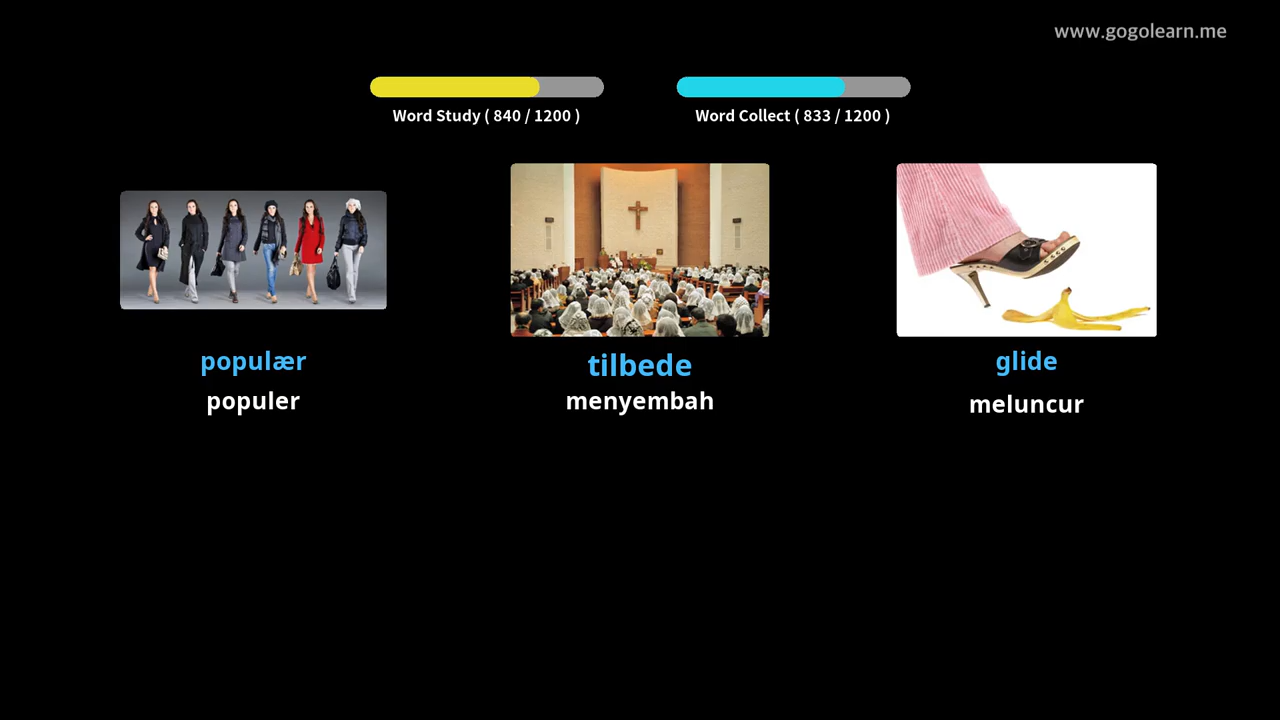 www.gogolearn.me
Word Study ( 840 / 1200 )
Word Collect ( 833 / 1200 )
populær
populer
tilbede
menyembah
glide
meluncur